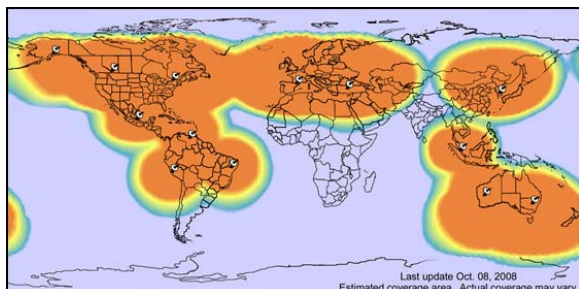 Last update Oct. 08, 2008
Estimated coverage area. Actual coverage may vary